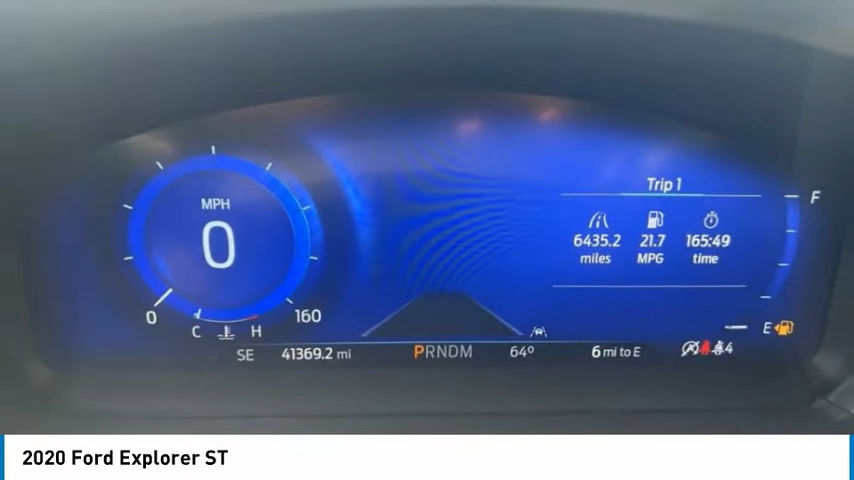 MPH
0
0
160
C
H
Trip 1
6435.2 21.7 165:49
miles MPG time
F
E
SE 41369.2 mi PRNDM 64° 6 mi to E 4
2020 Ford Explorer ST